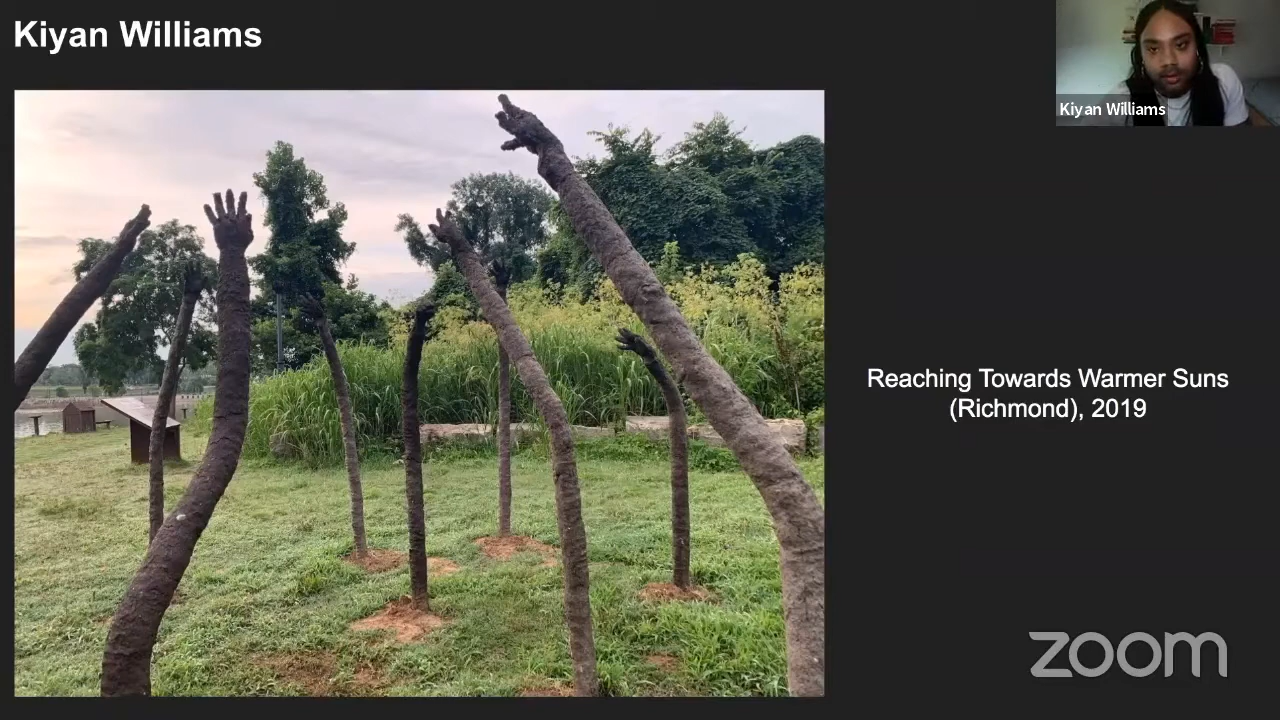 Kiyan Williams
Kiyan Williams
Reaching Towards Warmer Suns
(Richmond), 2019
zoom